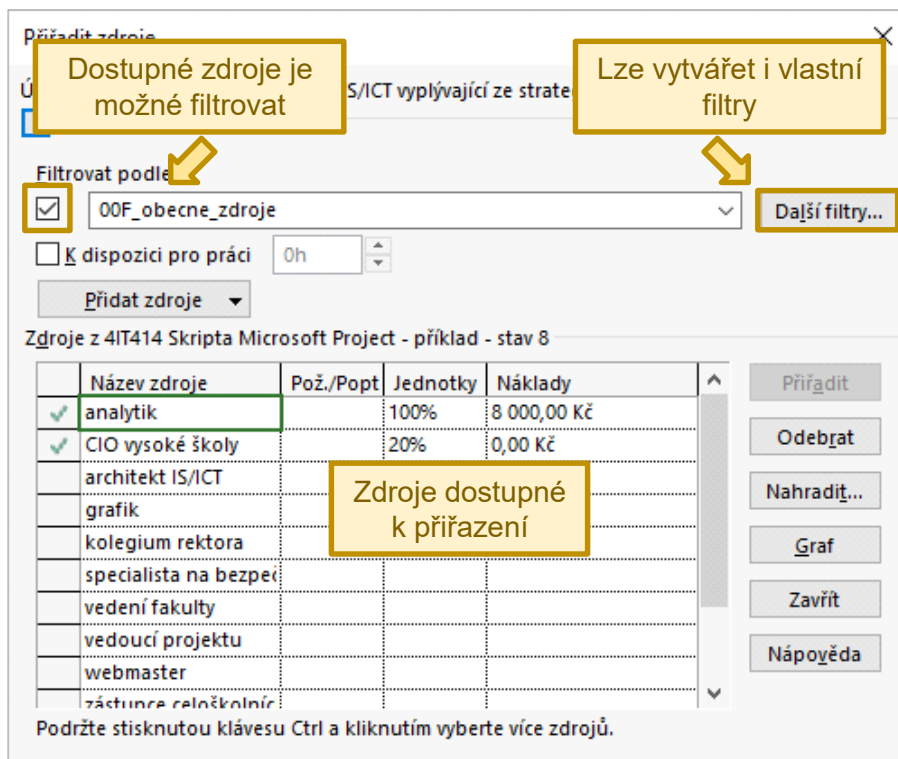 Přiřadit zdroje
Dostupné zdroje je
možné filtrovat
Lze vytvářet i vlastní
filtry
S/ICT vyplývající ze
Filtrovat podle
00F_obecne_zdroje
Další filtry...
K dispozici pro práci 0h
Přidat zdroje
Zdroje z 4IT414 Skripta Microsoft Project - příklad - stav 8
Název zdroje Pož./Popt Jednotky Náklady
analytik 100% 8 000,00 Kč
CIO vysoké školy 20% 0,00 Kč
architekt IS/ICT
grafik
kolegium rektora
specialista na
vedení fakulty
vedoucí projektu
webmaster
zástupce
Zdroje dostupné
k přiřazení
Přiřadit
Odebrat
Nahradit...
Graf
Zavřít
Nápověda
Podržte stisknutou klávesu Ctrl a kliknutím vyberte více zdrojů.